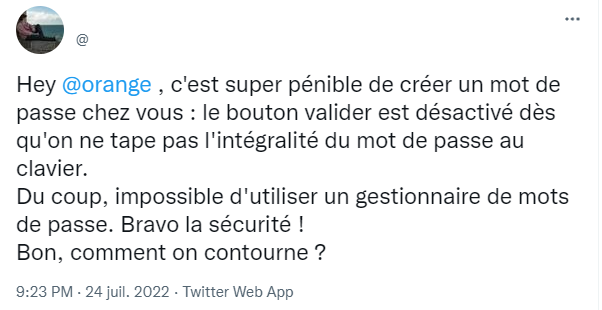 @
Hey @orange , c'est super pénible de créer un mot de
passe chez vous : le bouton valider est désactivé dès
qu'on ne tape pas l'intégralité du mot de passe au
clavier.
Du coup, impossible d'utiliser un gestionnaire de mots
de passe. Bravo la sécurité !
Bon, comment on contourne ?
9:23 PM · 24 juil. 2022 · Twitter Web App